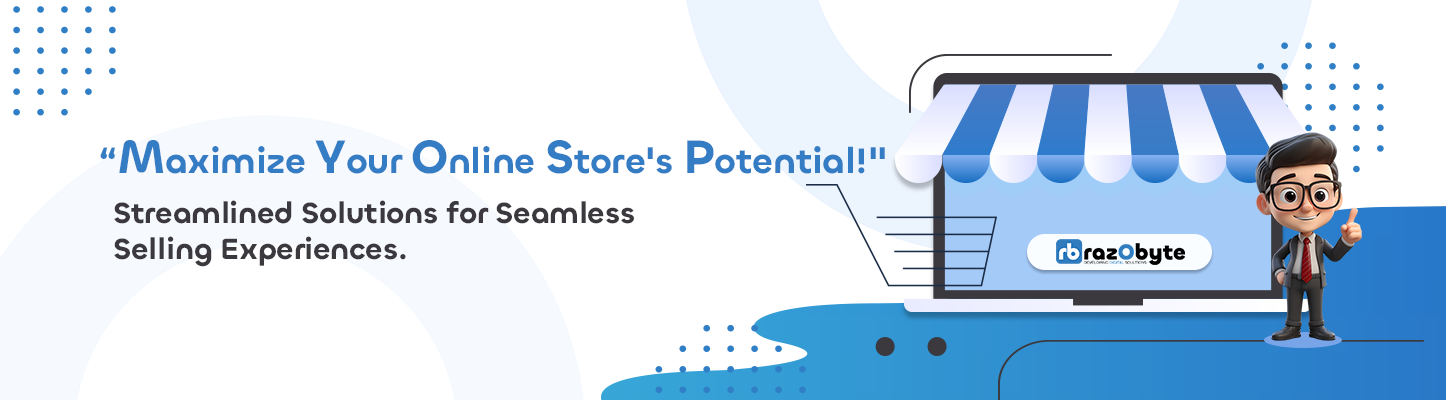 “Maximize Your Online Store's Potential!"
Streamlined Solutions for Seamless
Selling Experiences.
rb razObyte
DEVELOPING DIGITAL SOLUTIONS